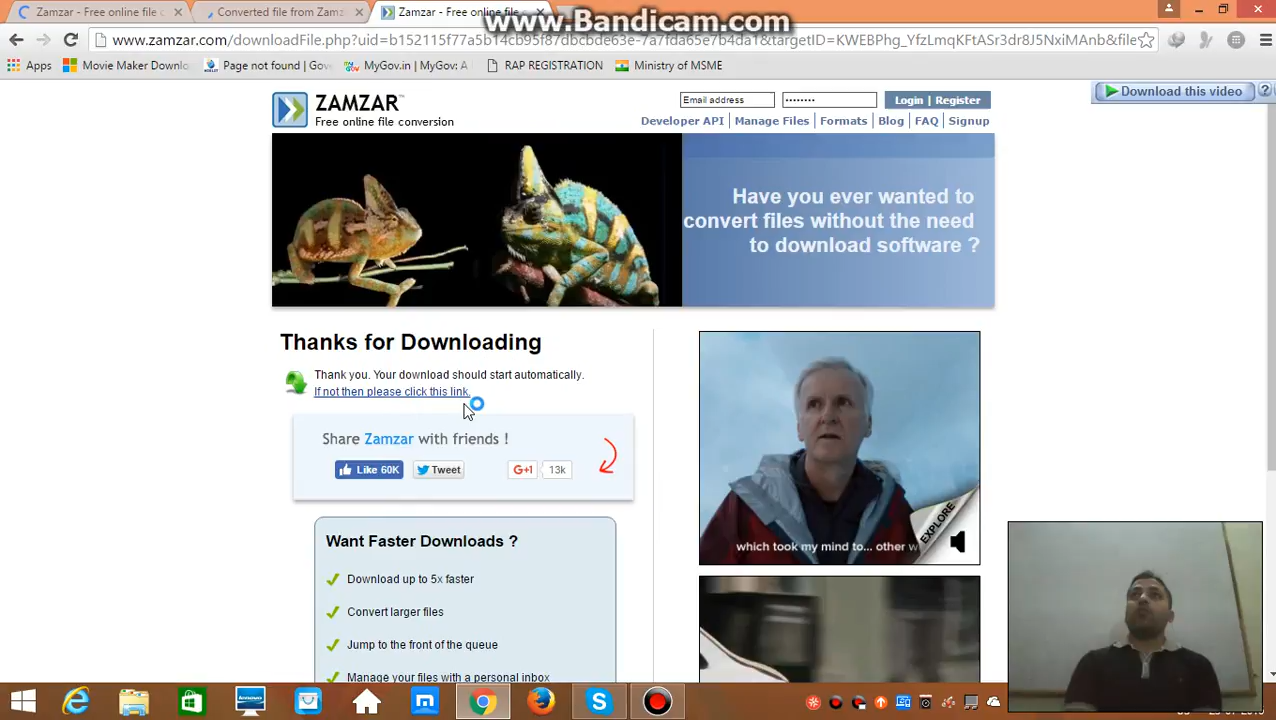 www.Bandicam.com
Zamzar - Free online file c
Converted file from Zamz
Zamzar - Free online file c
www.zamzar.com/downloadFile.php?uid=b152115f77a5b14cb95f87dbcbde63e-7a7fda65e7b4da1&targetID=KWEBPhg_YfzLmqKFtASr3dr8J5NxiMAnb&file
Apps
Movie Maker Downlo
Page not found | Gov
MyGov.in | MyGov: A
RAP REGISTRATION
Ministry of MSME
Download this video
?
ZAMZAR™
Free online file conversion
Email address
••••••••
Login | Register
Developer API | Manage Files | Formats | Blog | FAQ | Signup
Have you ever wanted to
convert files without the need
to download software ?
Thanks for Downloading
Thank you. Your download should start automatically.
If not then please click this link.
Share Zamzar with friends !
Like 60K
Tweet
G+1
13k
which took my mind to... other w
EXPLORE
Want Faster Downloads ?
Download up to 5x faster
Convert larger files
Jump to the front of the queue
Manage your files with a personal inbox
lenovo